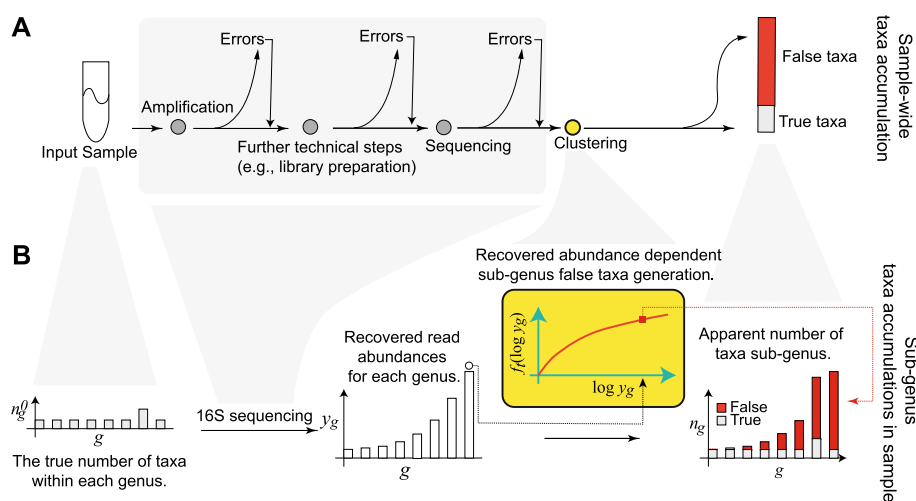 A
Errors
Errors
Errors
Amplification
Input Sample
Further technical steps
(e.g., library preparation)
Sequencing
Clustering
False taxa
True taxa
Sample-wide
taxa accumulation
B
Recovered abundance dependent
sub-genus false taxa generation.
f_t(log y_g)
log y_g
Recovered read
abundances
for each genus.
Apparent number of
taxa sub-genus.
False
True
n_g^0
g
16S sequencing
y_g
g
n_g
g
The true number of taxa
within each genus.
Sub-genus
taxa accumulations in sample